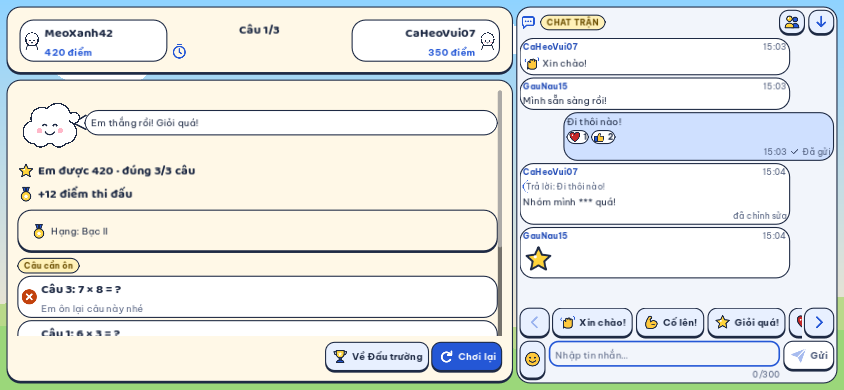 MeoXanh42
420 điểm
Câu 1/3
CaHeoVui07
350 điểm
Em thắng rồi! Giỏi quá!
Em được 420 · đúng 3/3 câu
+12 điểm thi đấu
Hạng: Bạc II
Câu cần ôn
Câu 3: 7 × 8 = ?
Em ôn lại câu này nhé
Câu 1: 6 × 3 = ?
Về Đấu trường
Chơi lại
CHAT TRẬN
CaHeoVui07 15:03
Xin chào!
GauNau15 15:03
Mình sẵn sàng rồi!
Đi thôi nào!
1 2
15:03 ✓ Đã gửi
CaHeoVui07 15:04
Trả lời: Đi thôi nào!
Nhóm mình *** quá!
đã chỉnh sửa
GauNau15 15:04
Xin chào!
Cố lên!
Giỏi quá!
Nhập tin nhắn...
Gửi
0/300